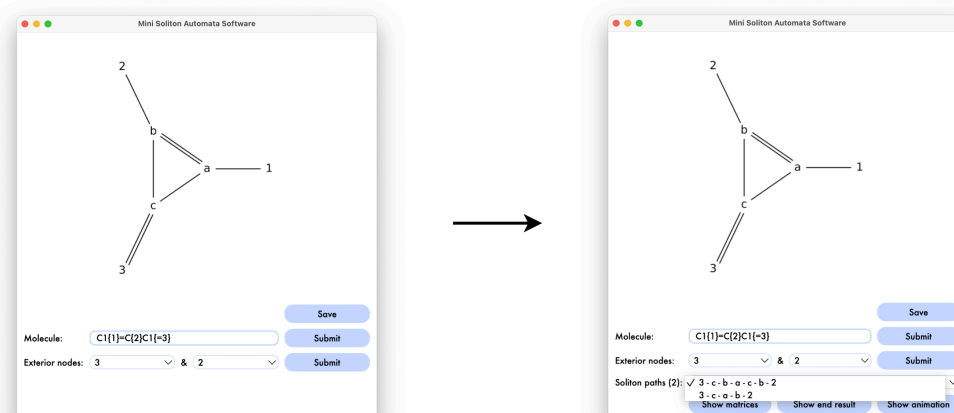 Mini Soliton Automata Software
2
b
a
1
c
3
Save
Molecule:
C1{1}=C{2}C1{=3}
Submit
Exterior nodes:
3
&
2
Submit
Mini Soliton Automata Software
2
b
a
1
c
3
Save
Molecule:
C1{1}=C{2}C1{=3}
Submit
Exterior nodes:
3
&
2
Submit
Soliton paths (2):
3 - c - b - a - c - b - 2
3 - c - a - b - 2
Show matrices
Show end result
Show animation